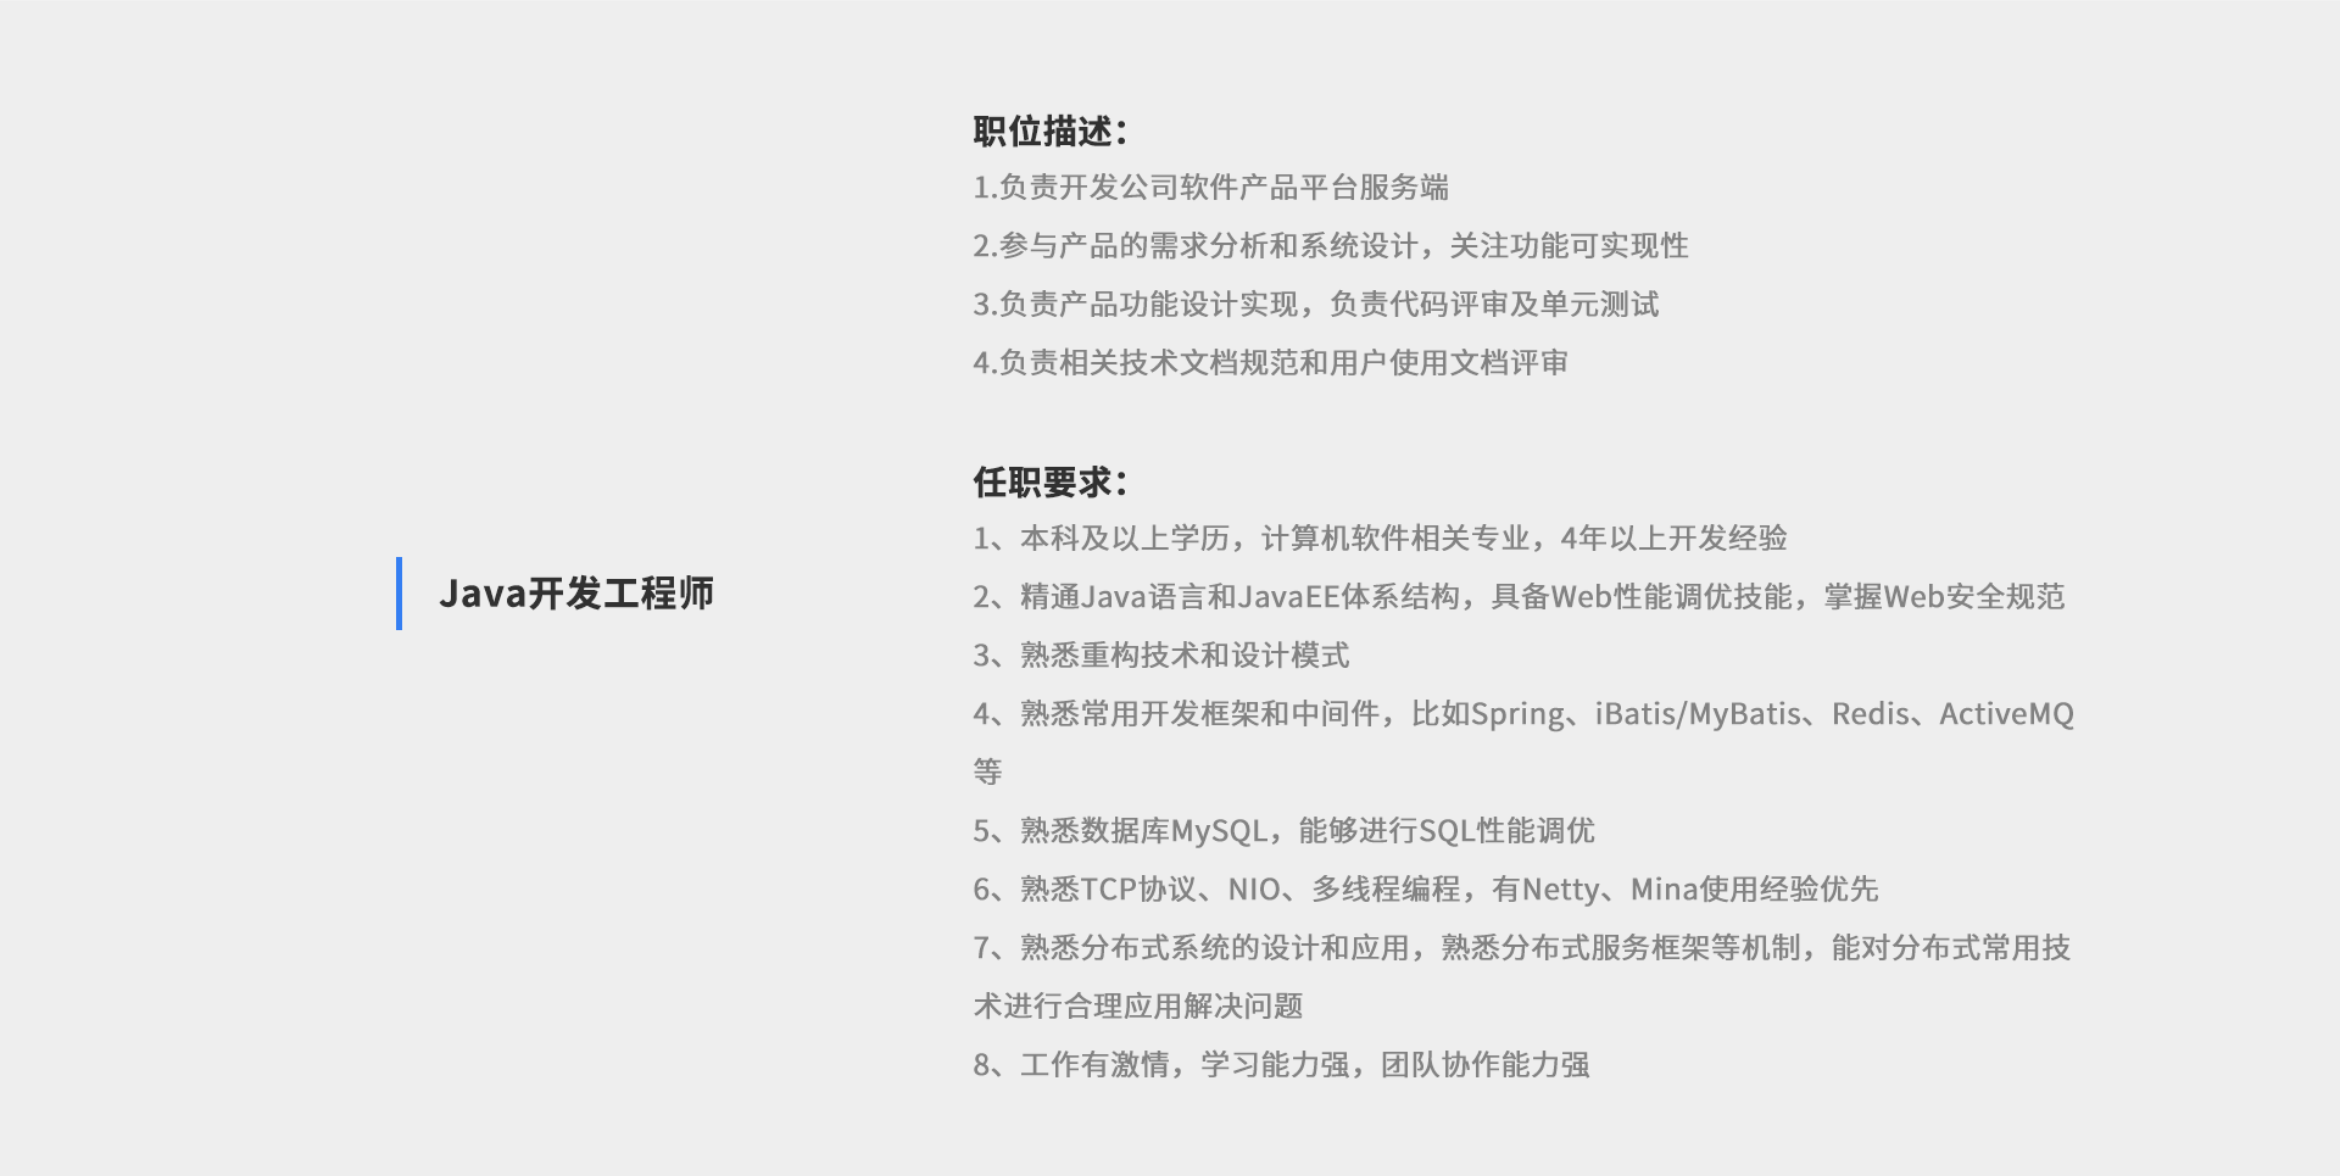 职位描述：
1.负责开发公司软件产品平台服务端
2.参与产品的需求分析和系统设计，关注功能可实现性
3.负责产品功能设计实现，负责代码评审及单元测试
4.负责相关技术文档规范和用户使用文档评审
任职要求：
1、本科及以上学历，计算机软件相关专业，4年以上开发经验
Java开发工程师
2、精通Java语言和JavaEE体系结构，具备Web性能调优技能，掌握Web安全规范
3、熟悉重构技术和设计模式
4、熟悉常用开发框架和中间件，比如Spring、iBatis/MyBatis、Redis、ActiveMQ
等
5、熟悉数据库MySQL，能够进行SQL性能调优
6、熟悉TCP协议、NIO、多线程编程，有Netty、Mina使用经验优先
7、熟悉分布式系统的设计和应用，熟悉分布式服务框架等机制，能对分布式常用技
术进行合理应用解决问题
8、工作有激情，学习能力强，团队协作能力强